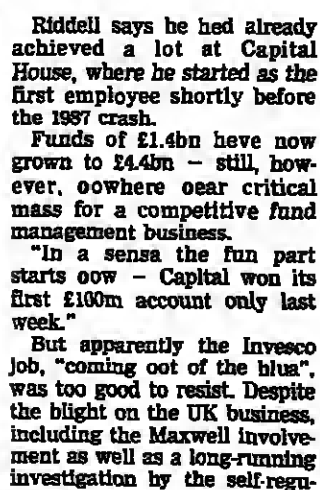 Riddell says he hed already
achieved a lot at Capital
House, where he started as the
first employee shortly before
the 1987 crash.
Funds of £1.4bn heve now
grown to £4.4bn — still, how-
ever, oowhere oear critical
mass for a competitive fund
management business.
"In a sensa the fun part
starts oow — Capital won its
first £100m account only last
week."
But apparently the Invesco
job, "coming oot of the blua",
was too good to resist. Despite
the blight on the UK business,
including the Maxwell involve-
ment as well as a long-running
investigation by the self-regu-